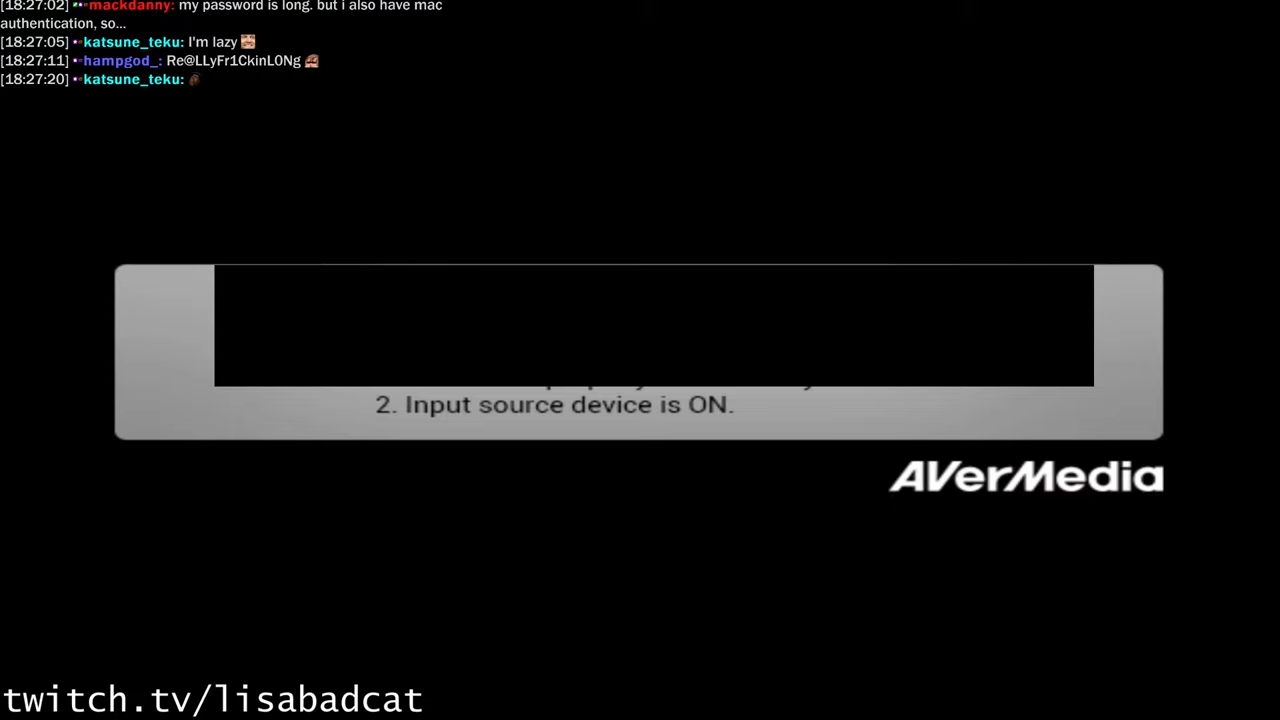 [18:27:02] mackdanny: my password is long. but i also have mac
authentication, so...
[18:27:05] katsune_teku: I'm lazy
[18:27:11] hampgod_: Re@LLyFr1CkinL0Ng
[18:27:20] katsune_teku:
2. Input source device is ON.
AVerMedia
twitch.tv/lisabadcat